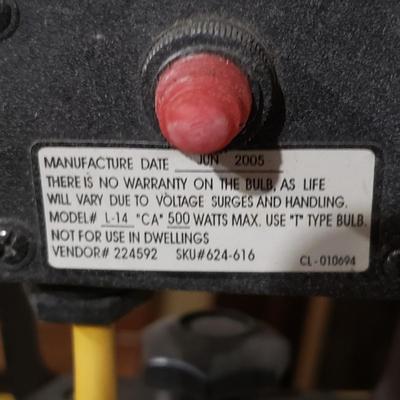 MANUFACTURE DATE JUN 2005
THERE IS NO WARRANTY ON THE BULB, AS LIFE
WILL VARY DUE TO VOLTAGE SURGES AND HANDLING.
MODEL# L-14 "CA" 500 WATTS MAX. USE "T" TYPE BULB.
NOT FOR USE IN DWELLINGS
VENDOR# 224592 SKU#624-616 CL-010694